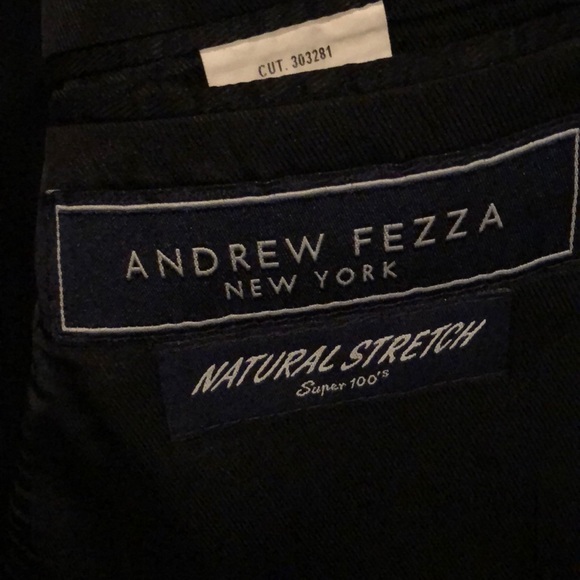 CUT. 303281
ANDREW FEZZA
NEW YORK
NATURAL STRETCH
Super 100's